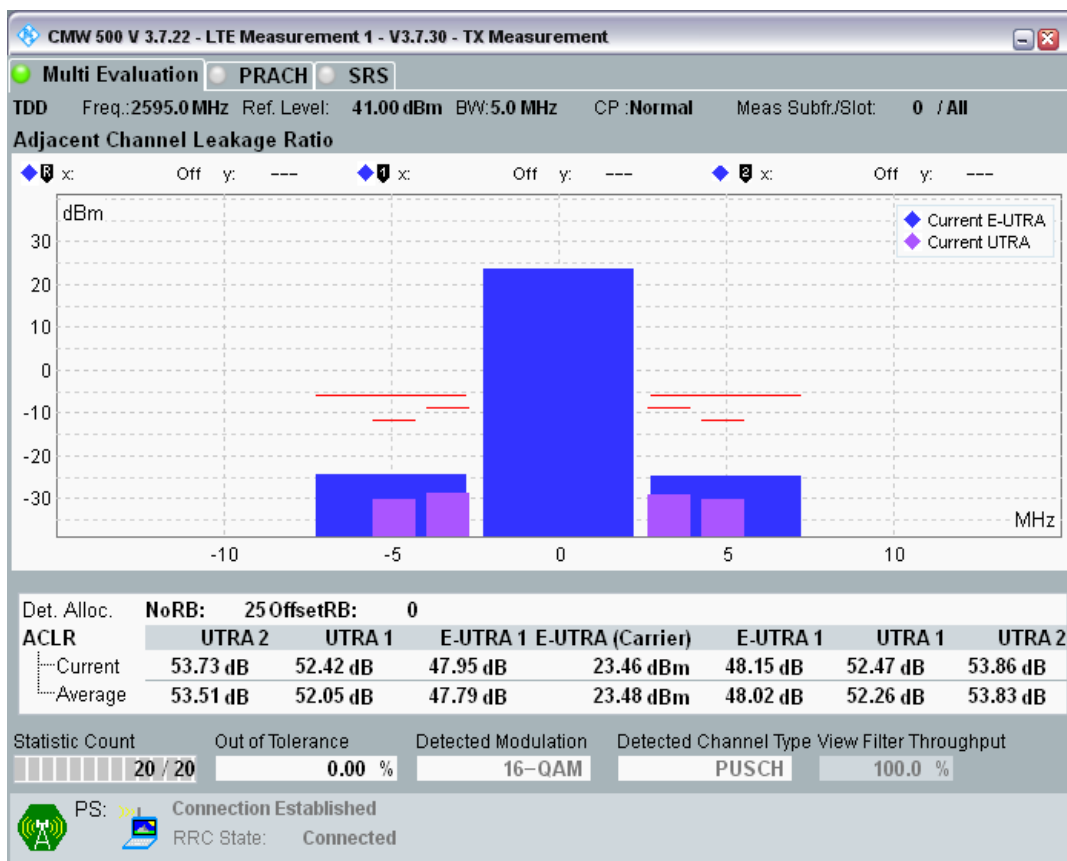 CMW 500 V 3.7.22 - LTE Measurement 1 - V3.7.30 - TX Measurement
Multi Evaluation PRACH SRS
TDD Freq.:2595.0 MHz Ref. Level: 41.00 dBm BW:5.0 MHz CP :Normal Meas Subfr./Slot: 0 / All
Adjacent Channel Leakage Ratio
R x: Off y: --- 1 x: Off y: --- 2 x: Off y: ---
dBm
Current E-UTRA
Current UTRA
30
20
10
0
-10
-20
-30
MHz
-10 -5 0 5 10
Det. Alloc. NoRB: 25 OffsetRB: 0
ACLR UTRA 2 UTRA 1 E-UTRA 1 E-UTRA (Carrier) E-UTRA 1 UTRA 1 UTRA 2
Current 53.73 dB 52.42 dB 47.95 dB 23.46 dBm 48.15 dB 52.47 dB 53.86 dB
Average 53.51 dB 52.05 dB 47.79 dB 23.48 dBm 48.02 dB 52.26 dB 53.83 dB
Statistic Count Out of Tolerance Detected Modulation Detected Channel Type View Filter Throughput
20 / 20 0.00 % 16-QAM PUSCH 100.0 %
PS: Connection Established
RRC State: Connected